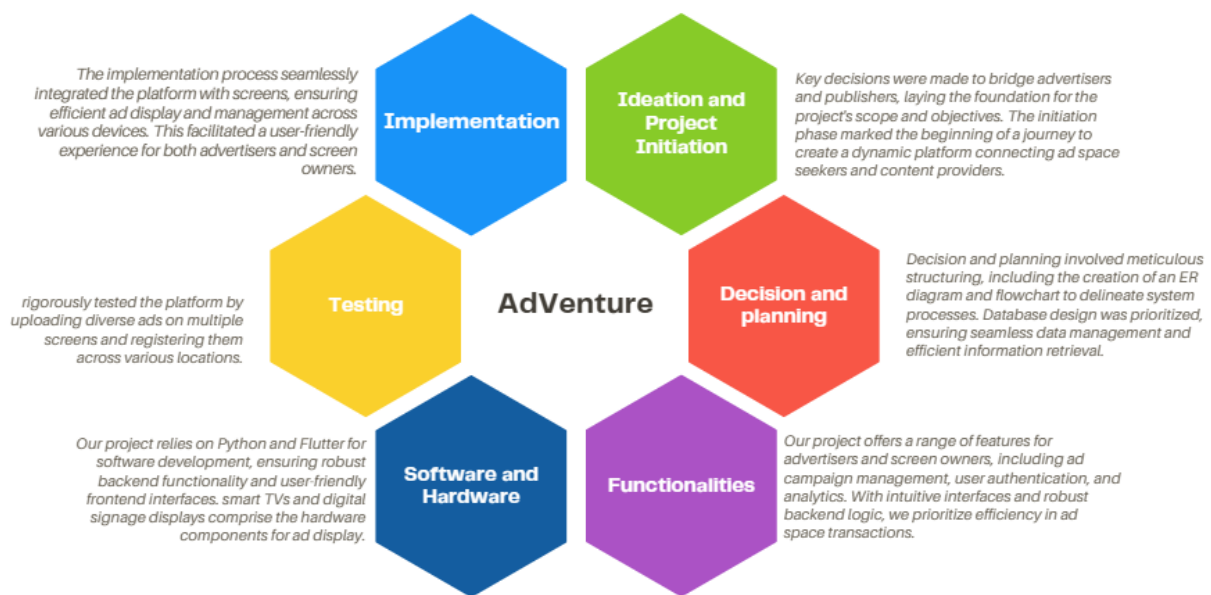 The implementation process seamlessly
integrated the platform with screens, ensuring
efficient ad display and management across
various devices. This facilitated a user-friendly
experience for both advertisers and screen
owners.
Implementation
Ideation and
Project
Initiation
Key decisions were made to bridge advertisers
and publishers, laying the foundation for the
project's scope and objectives. The initiation
phase marked the beginning of a journey to
create a dynamic platform connecting ad space
seekers and content providers.
rigorously tested the platform by
uploading diverse ads on multiple
screens and registering them
across various locations.
Testing
AdVenture
Decision and
planning
Decision and planning involved meticulous
structuring, including the creation of an ER
diagram and flowchart to delineate system
processes. Database design was prioritized,
ensuring seamless data management and
efficient information retrieval.
Our project relies on Python and Flutter for
software development, ensuring robust
backend functionality and user-friendly
frontend interfaces. smart TVs and digital
signage displays comprise the hardware
components for ad display.
Software and
Hardware
Functionalities
Our project offers a range of features for
advertisers and screen owners, including ad
campaign management, user authentication, and
analytics. With intuitive interfaces and robust
backend logic, we prioritize efficiency in ad
space transactions.